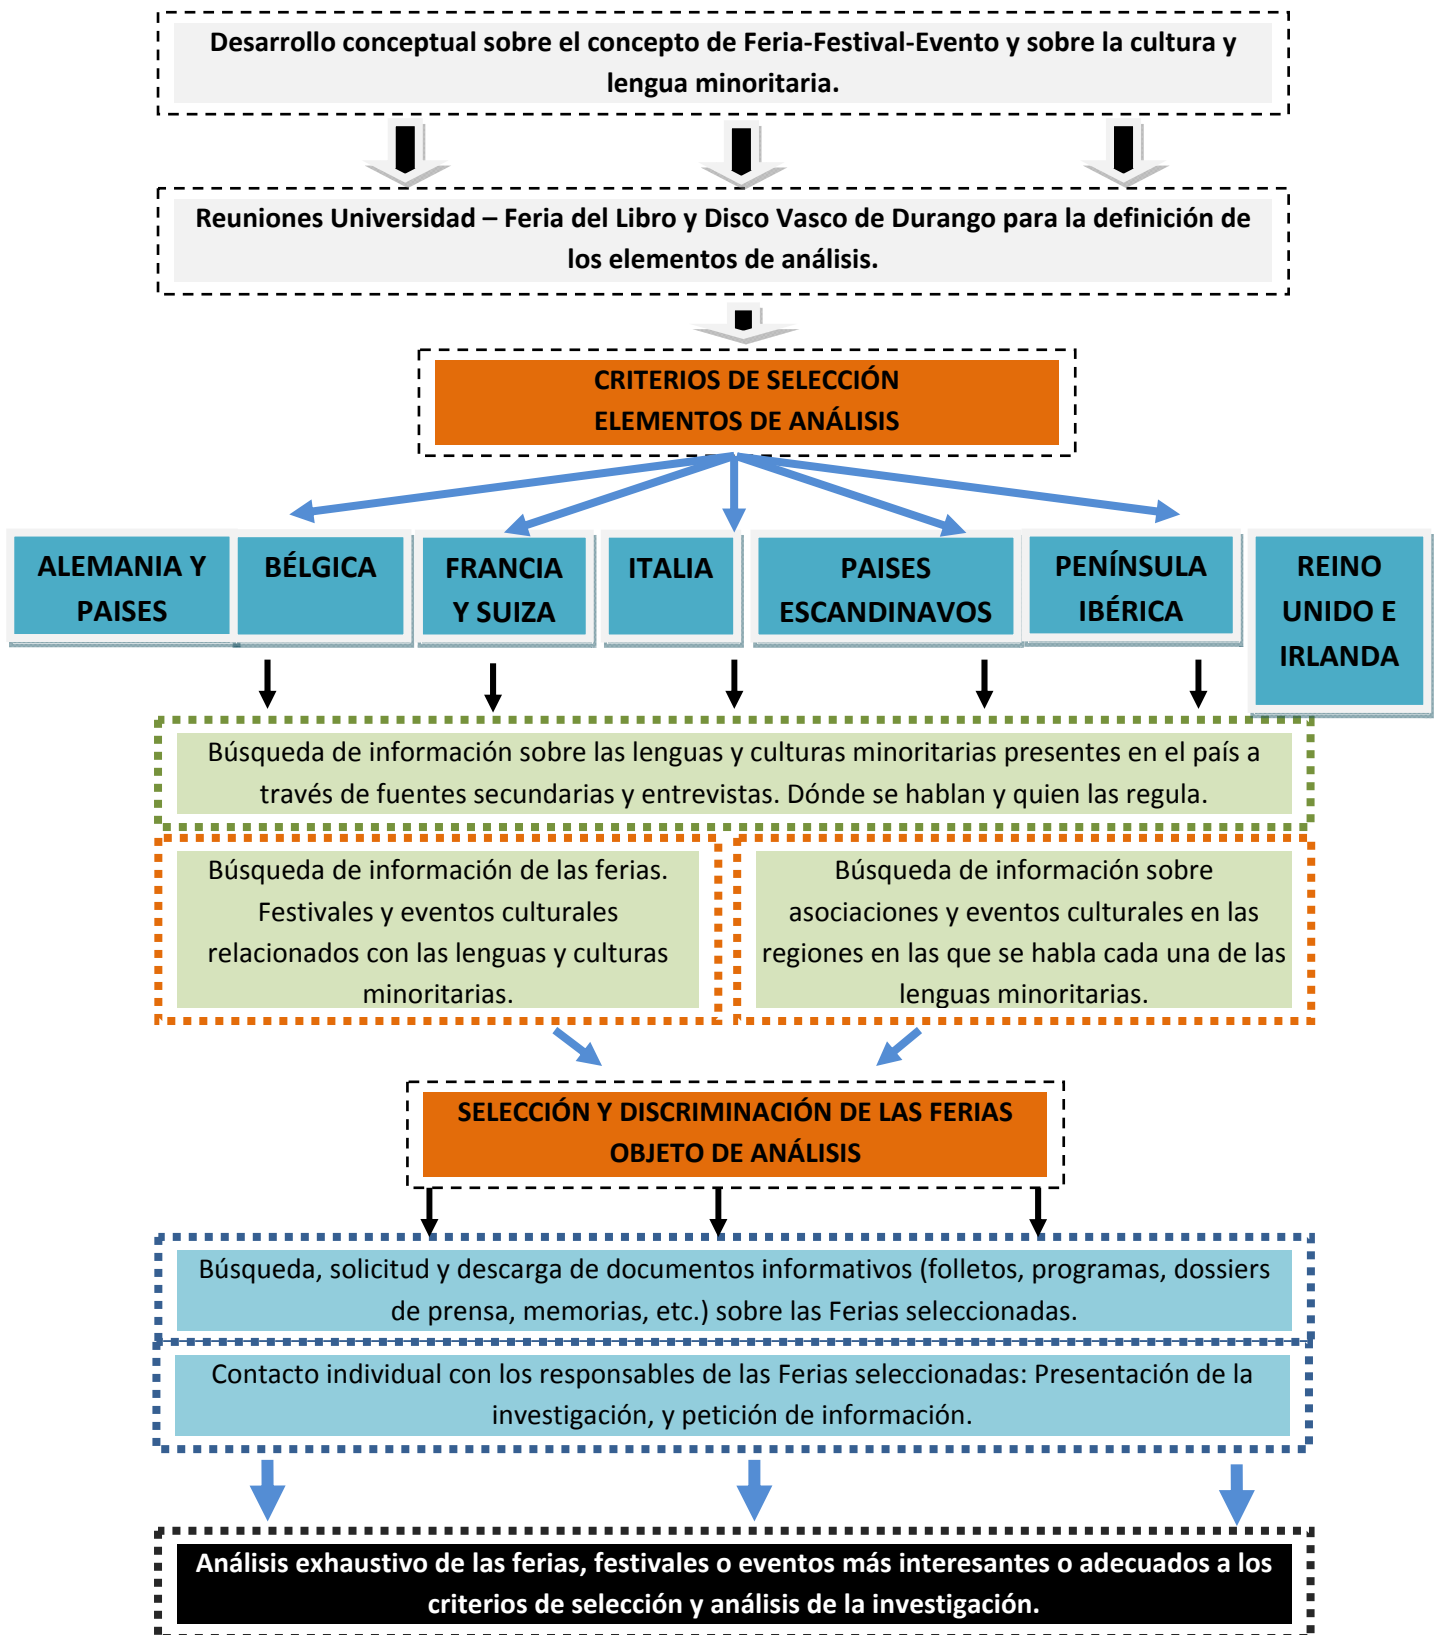 Desarrollo conceptual sobre el concepto de Feria-Festival-Evento y sobre la cultura y
lengua minoritaria.
Reuniones Universidad – Feria del Libro y Disco Vasco de Durango para la definición de
los elementos de análisis.
CRITERIOS DE SELECCIÓN
ELEMENTOS DE ANÁLISIS
ALEMANIA Y
PAISES
BÉLGICA
FRANCIA
Y SUIZA
ITALIA
PAISES
ESCANDINAVOS
PENÍNSULA
IBÉRICA
REINO
UNIDO E
IRLANDA
Búsqueda de información sobre las lenguas y culturas minoritarias presentes en el país a
través de fuentes secundarias y entrevistas. Dónde se hablan y quien las regula.
Búsqueda de información de las ferias.
Festivales y eventos culturales
relacionados con las lenguas y culturas
minoritarias.
Búsqueda de información sobre
asociaciones y eventos culturales en las
regiones en las que se habla cada una de las
lenguas minoritarias.
SELECCIÓN Y DISCRIMINACIÓN DE LAS FERIAS
OBJETO DE ANÁLISIS
Búsqueda, solicitud y descarga de documentos informativos (folletos, programas, dossiers
de prensa, memorias, etc.) sobre las Ferias seleccionadas.
Contacto individual con los responsables de las Ferias seleccionadas: Presentación de la
investigación, y petición de información.
Análisis exhaustivo de las ferias, festivales o eventos más interesantes o adecuados a los
criterios de selección y análisis de la investigación.